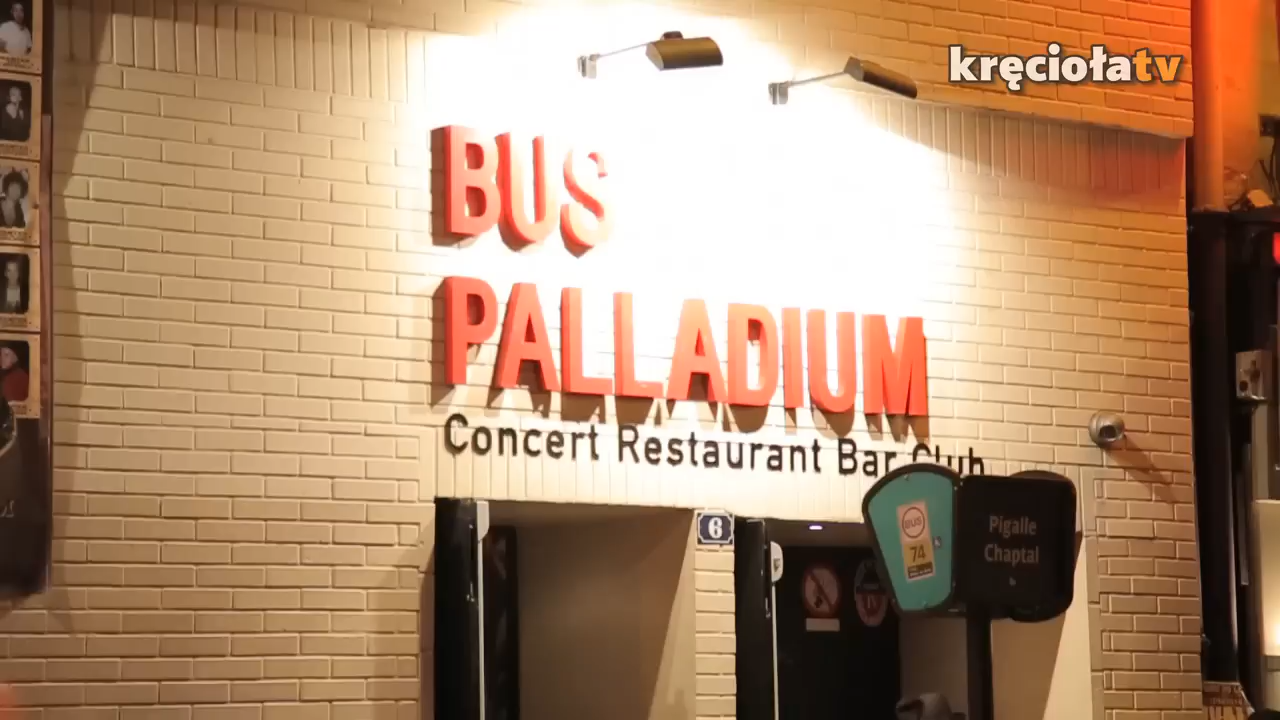 kręciołatv
BUS
PALLADIUM
Concert Restaurant Bar Club
6
BUS
74
Pigalle
Chaptal